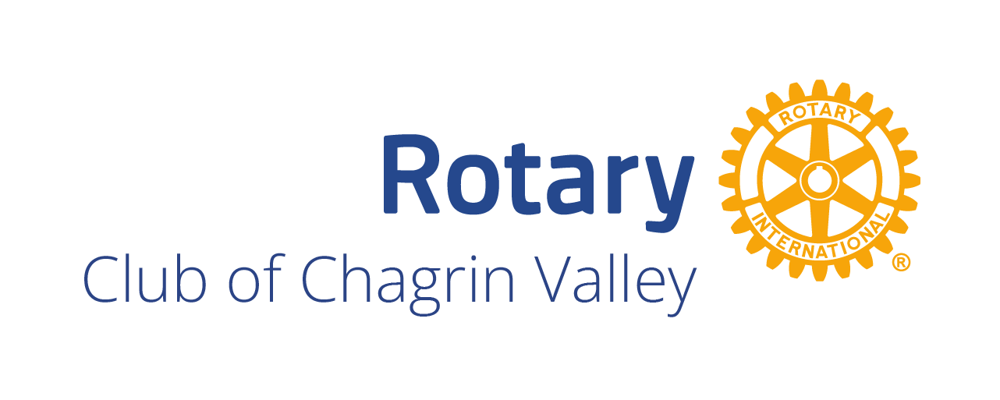 Rotary
Club of Chagrin Valley
ROTARY
INTERNATIONAL
®